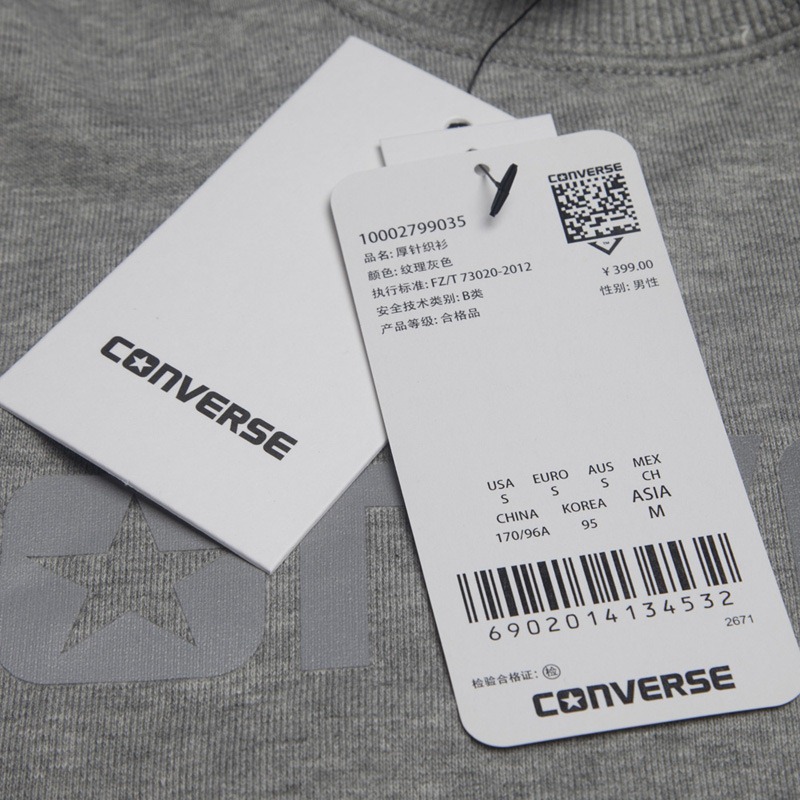 CONVERSE
CONVERSE
10002799035
品名: 厚针织衫
颜色: 纹理灰色
执行标准: FZ/T 73020-2012
安全技术类别: B类
产品等级: 合格品
¥ 399.00
性别: 男性
USA EURO AUS MEX
S S S CH
CHINA KOREA ASIA
170/96A 95 M
6902014134532
2671
检验合格证: 检
CONVERSE